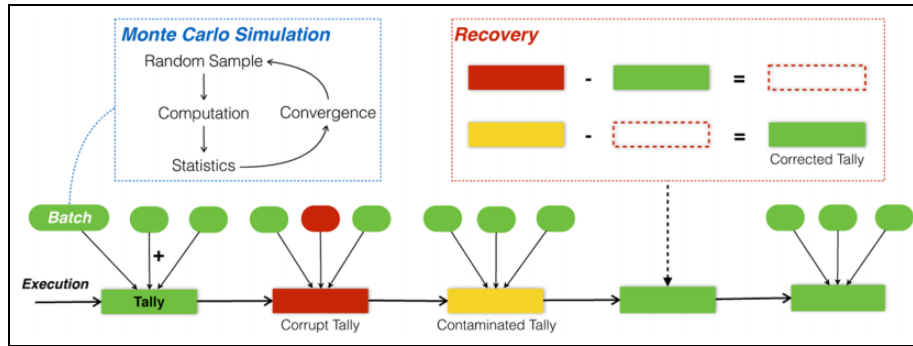 Monte Carlo Simulation
Random Sample
Computation
Convergence
Statistics
Recovery
-
=
-
=
Corrected Tally
Batch
+
Execution
Tally
Corrupt Tally
Contaminated Tally